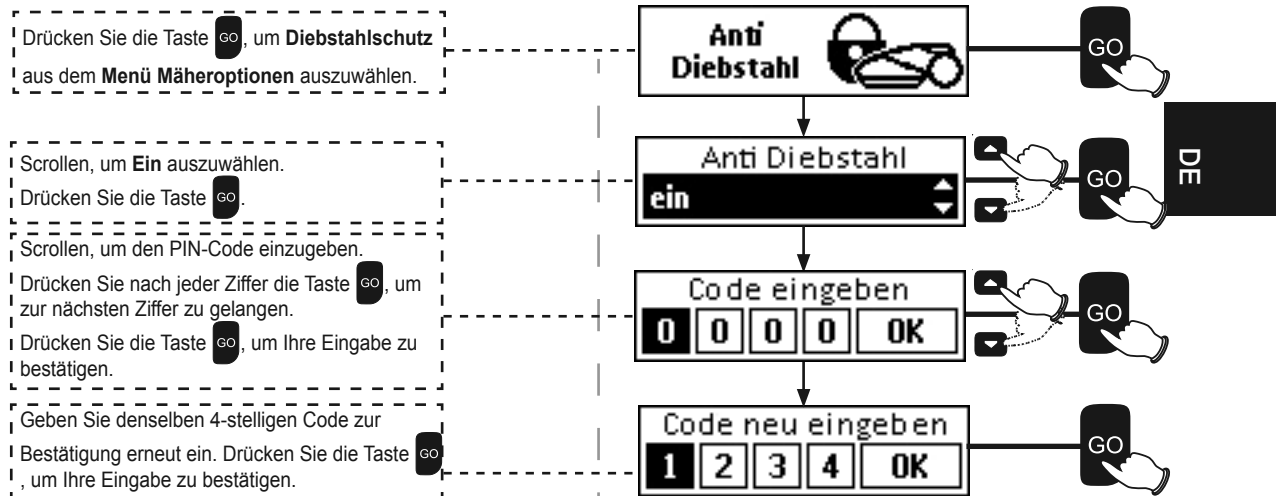 Drücken Sie die Taste GO, um Diebstahlschutz
aus dem Menü Mäheroptionen auszuwählen.
Anti
Diebstahl
GO
DE
Scrollen, um Ein auszuwählen.
Drücken Sie die Taste GO.
Anti Diebstahl
ein
GO
Scrollen, um den PIN-Code einzugeben.
Drücken Sie nach jeder Ziffer die Taste GO, um
zur nächsten Ziffer zu gelangen.
Drücken Sie die Taste GO, um Ihre Eingabe zu
bestätigen.
Code eingeben
0 0 0 0 OK
GO
Geben Sie denselben 4-stelligen Code zur
Bestätigung erneut ein. Drücken Sie die Taste GO
, um Ihre Eingabe zu bestätigen.
Code neu eingeben
1 2 3 4 OK
GO